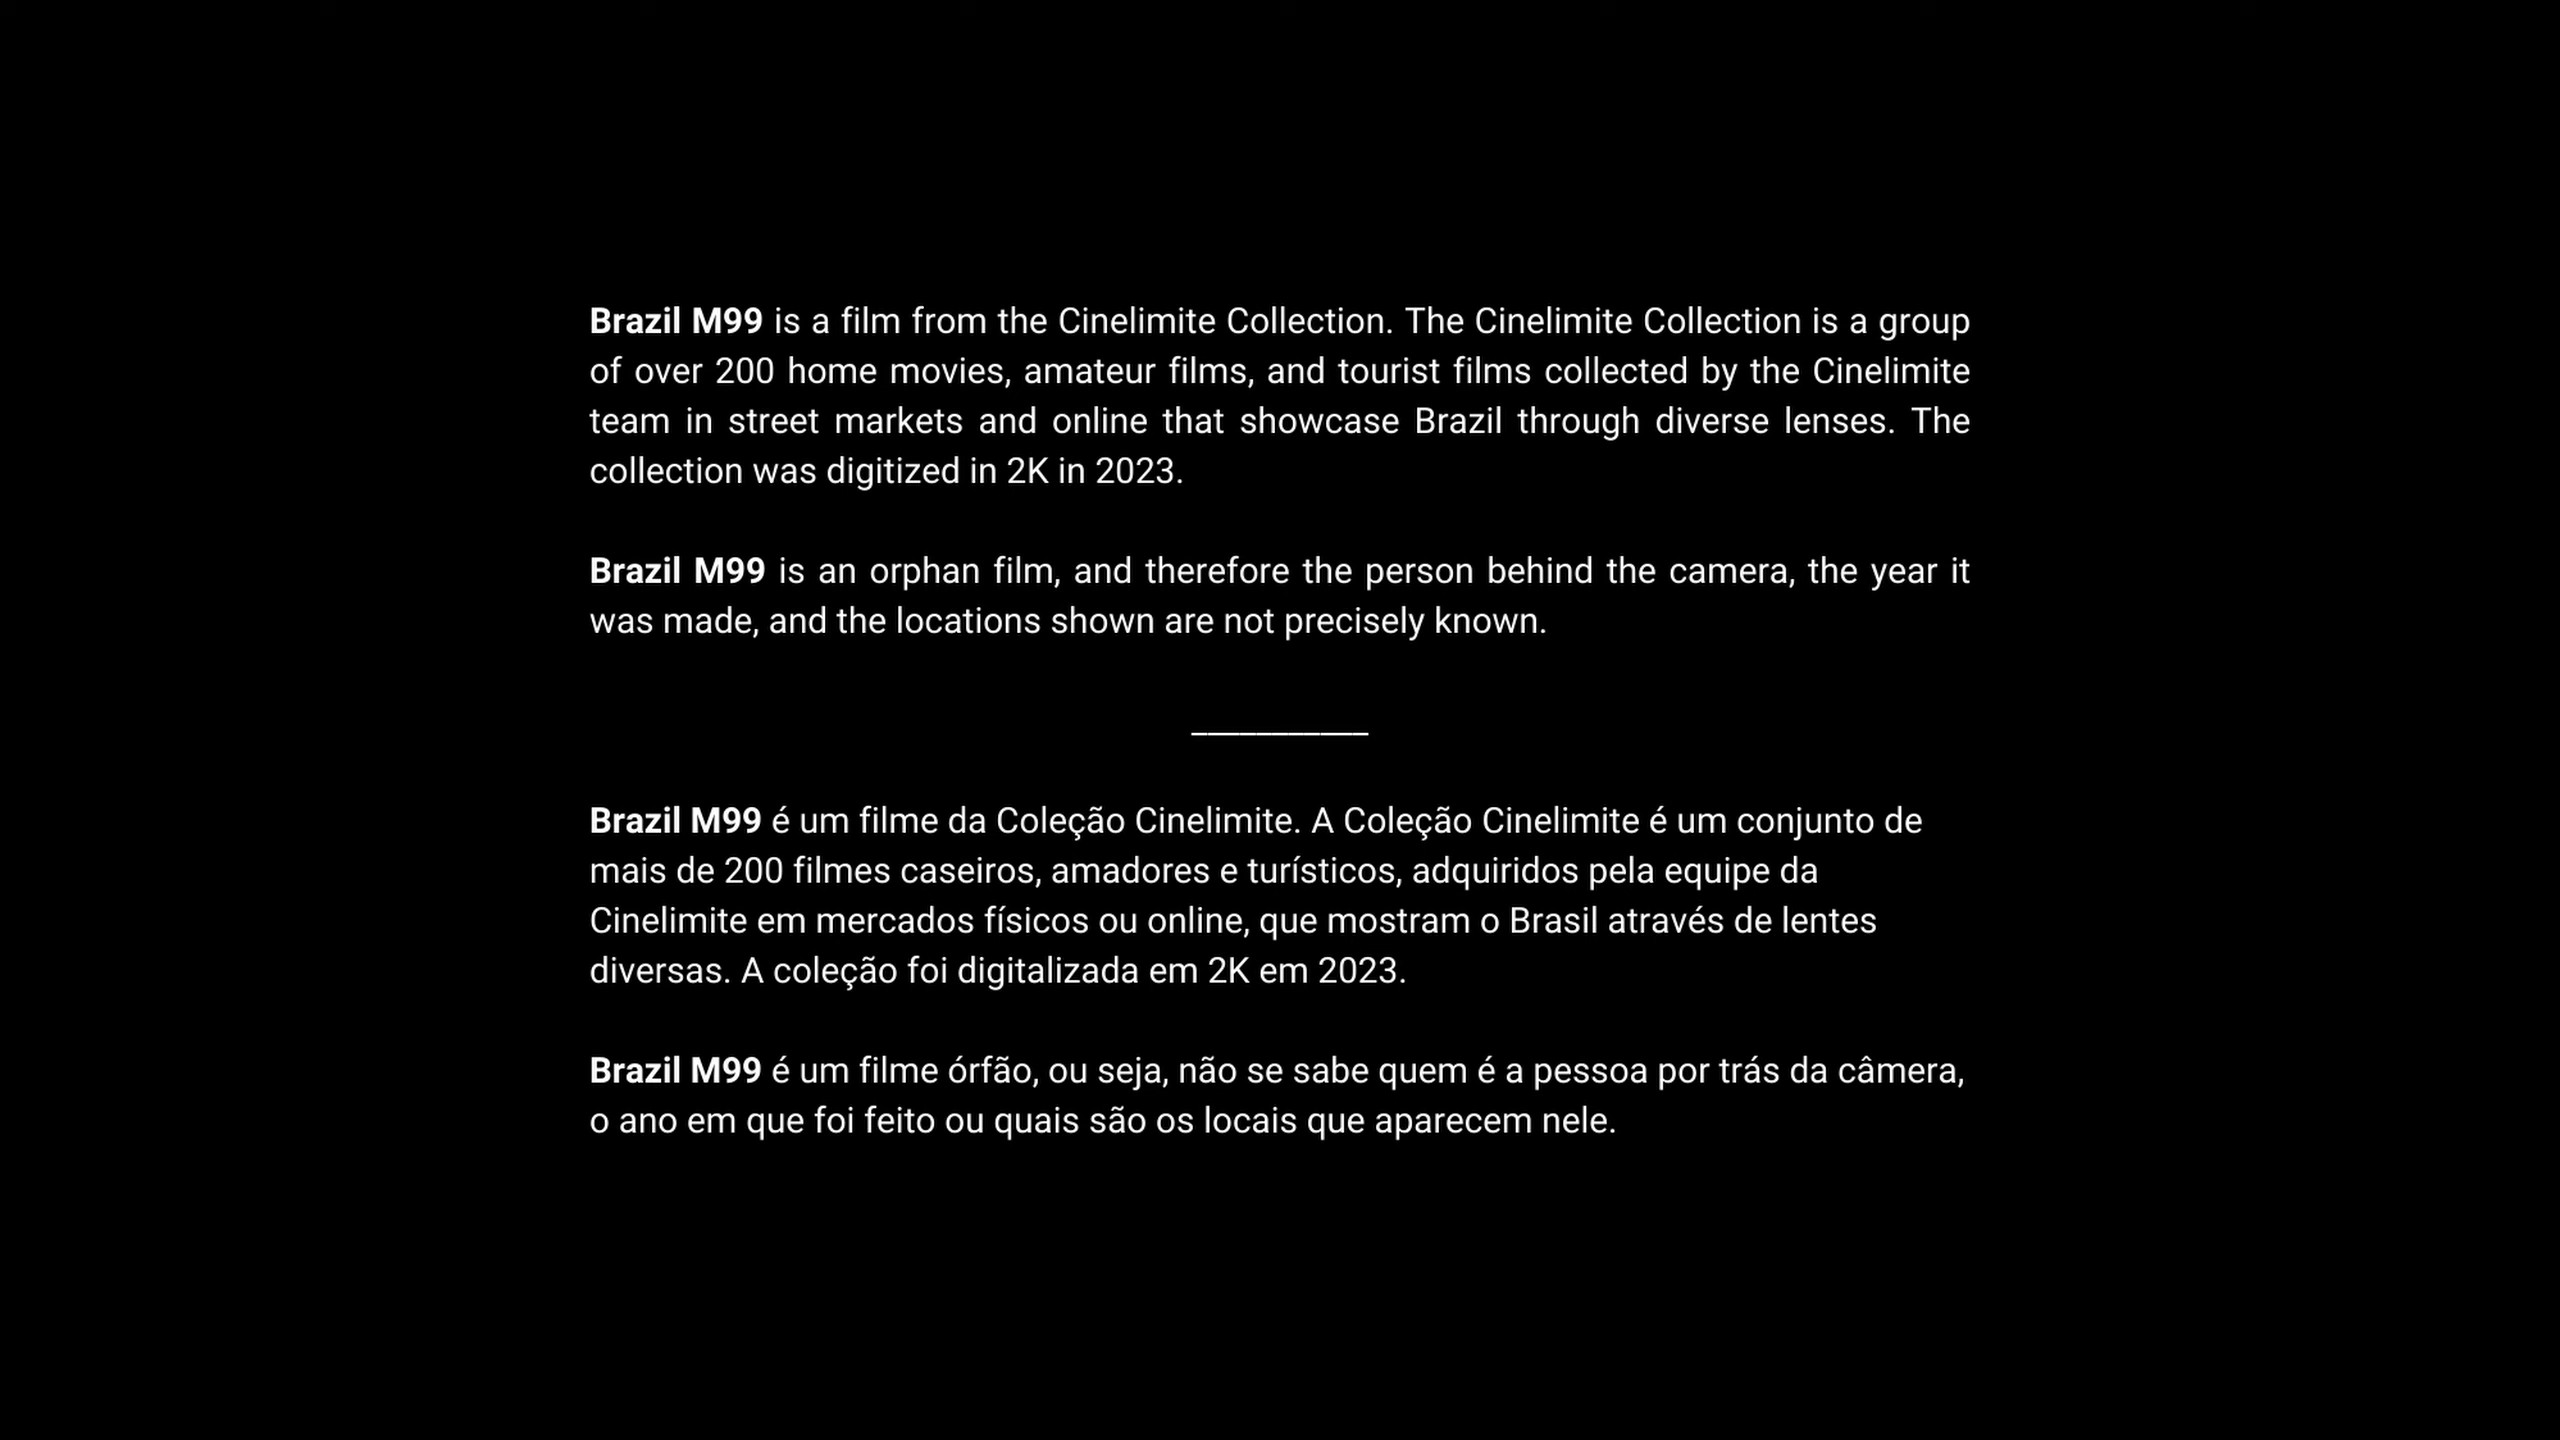 Brazil M99 is a film from the Cinelimite Collection. The Cinelimite Collection is a group
of over 200 home movies, amateur films, and tourist films collected by the Cinelimite
team in street markets and online that showcase Brazil through diverse lenses. The
collection was digitized in 2K in 2023.
Brazil M99 is an orphan film, and therefore the person behind the camera, the year it
was made, and the locations shown are not precisely known.
___________
Brazil M99 é um filme da Coleção Cinelimite. A Coleção Cinelimite é um conjunto de
mais de 200 filmes caseiros, amadores e turísticos, adquiridos pela equipe da
Cinelimite em mercados físicos ou online, que mostram o Brasil através de lentes
diversas. A coleção foi digitalizada em 2K em 2023.
Brazil M99 é um filme órfão, ou seja, não se sabe quem é a pessoa por trás da câmera,
o ano em que foi feito ou quais são os locais que aparecem nele.